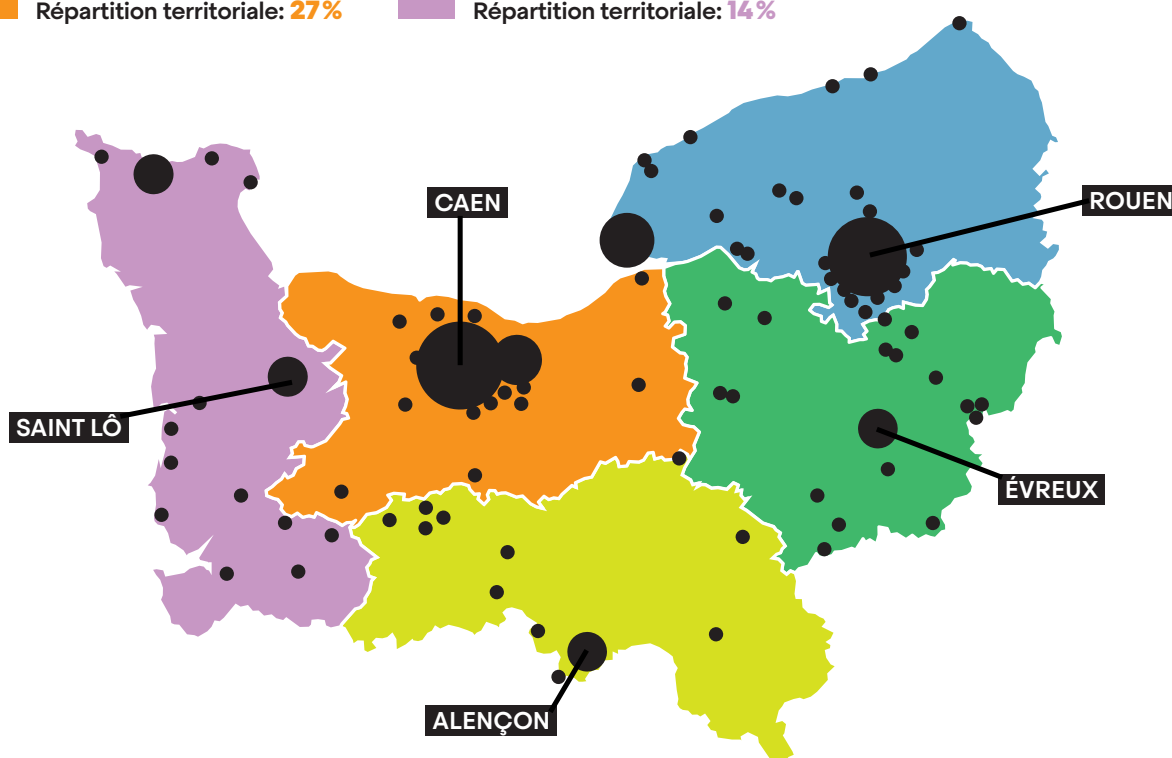 Répartition territoriale: 27%
Répartition territoriale: 14%
CAEN
ROUEN
SAINT LÔ
ÉVREUX
ALENÇON